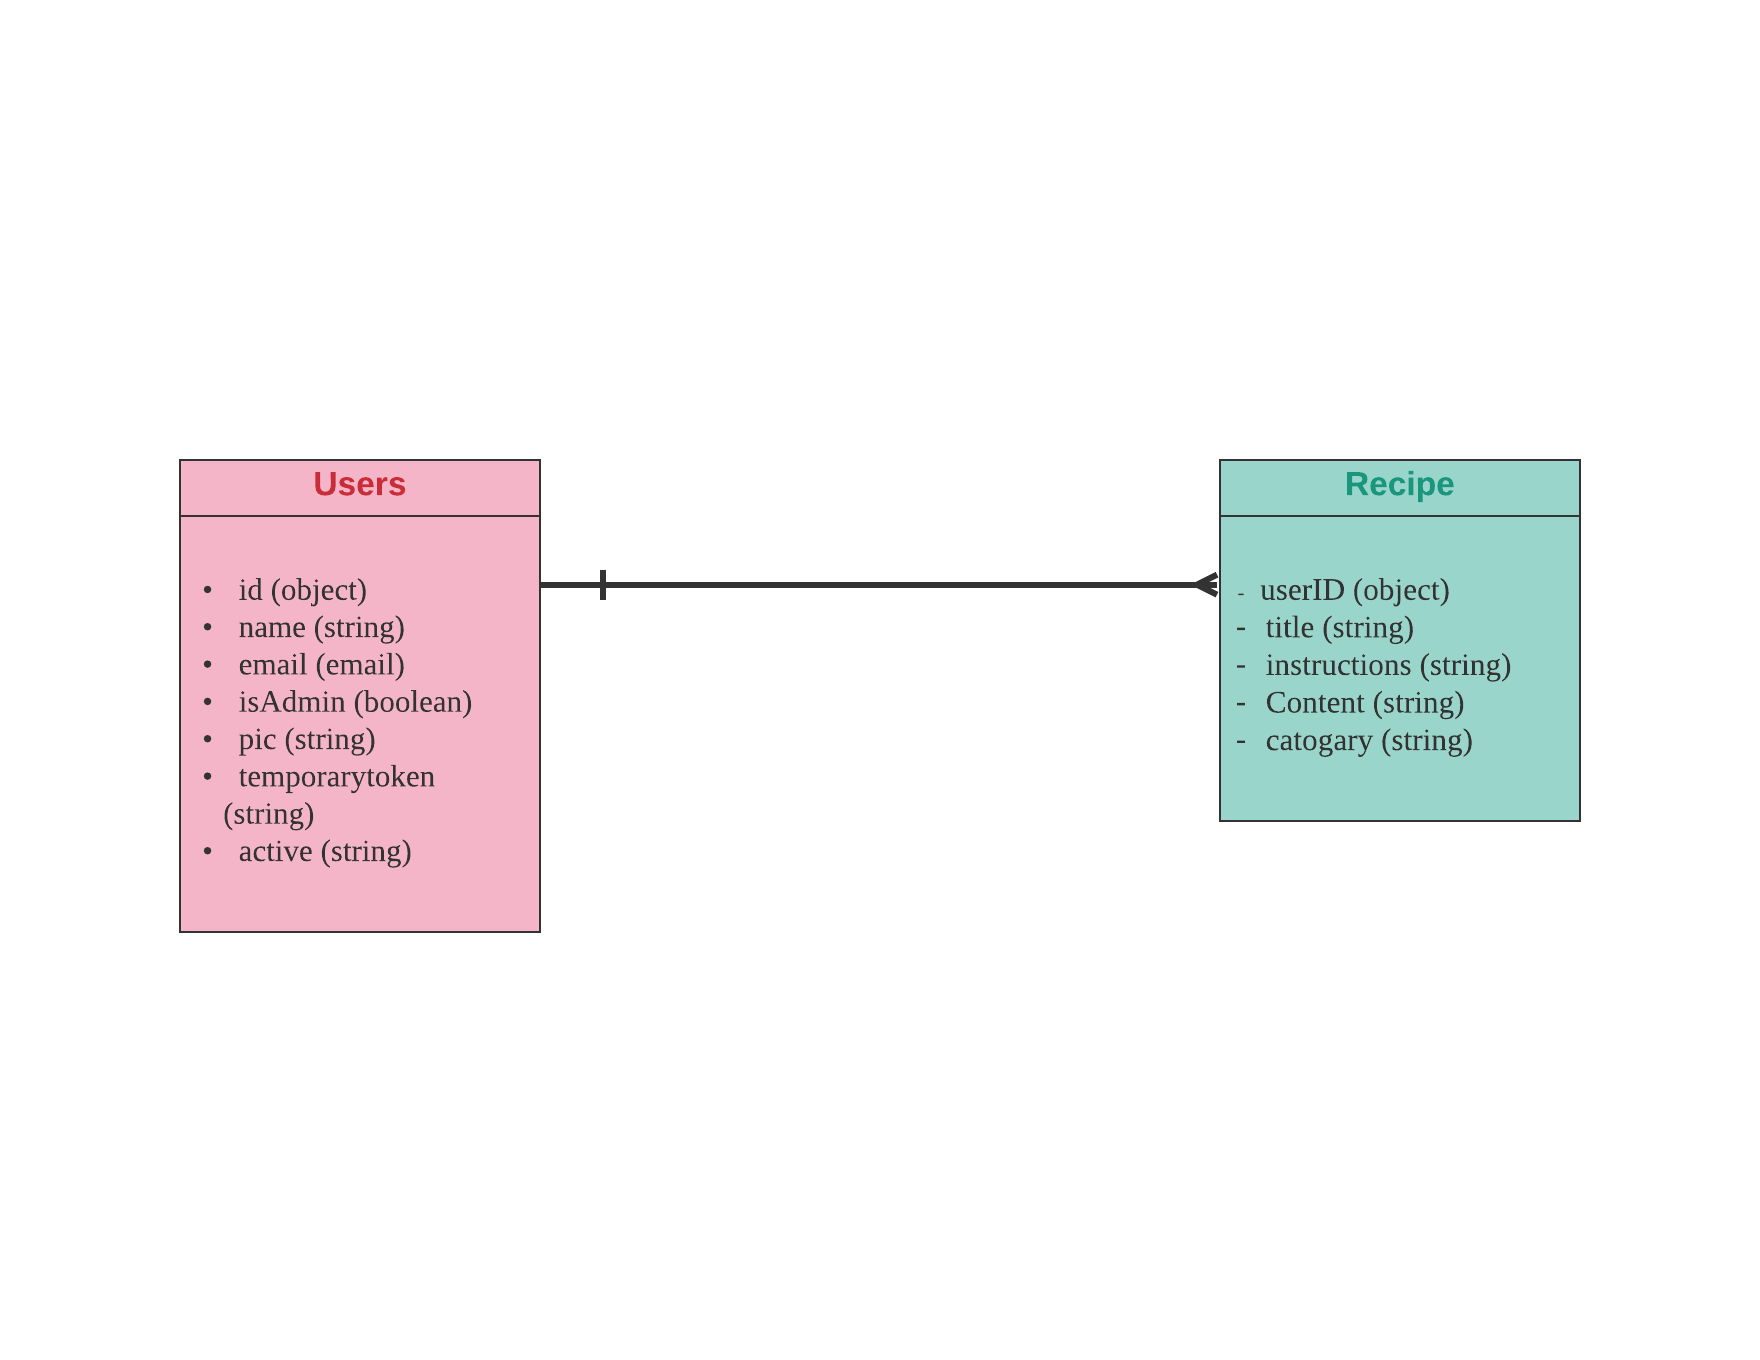 Users
• id (object)
• name (string)
• email (email)
• isAdmin (boolean)
• pic (string)
• temporarytoken
(string)
• active (string)
Recipe
- userID (object)
- title (string)
- instructions (string)
- Content (string)
- catogary (string)